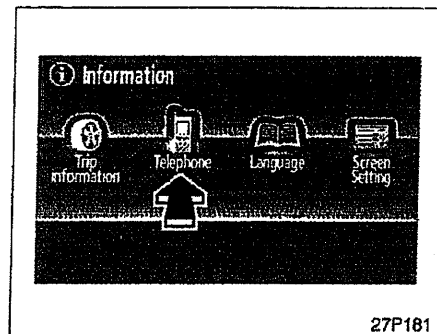 i Information
Trip information
Telephone
Language
Screen Setting
27P181